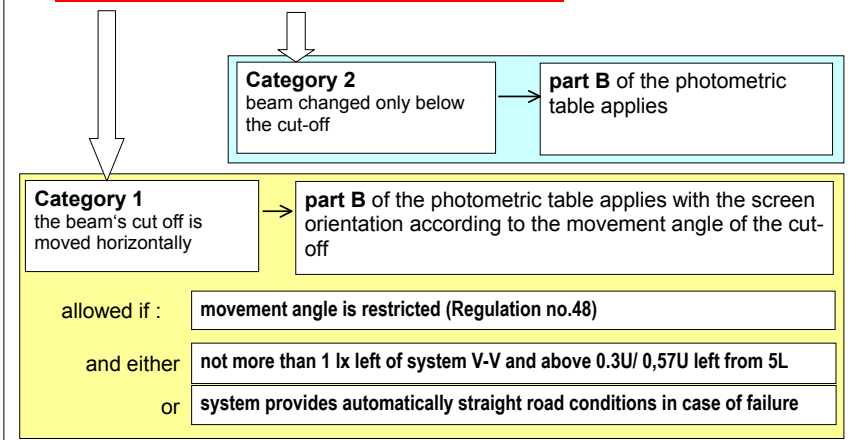 Category 2
beam changed only below
the cut-off
part B of the photometric
table applies
Category 1
the beam‘s cut off is
moved horizontally
part B of the photometric table applies with the screen
orientation according to the movement angle of the cut-
off
allowed if :
movement angle is restricted (Regulation no.48)
and either
not more than 1 lx left of system V-V and above 0.3U/ 0,57U left from 5L
or
system provides automatically straight road conditions in case of failure